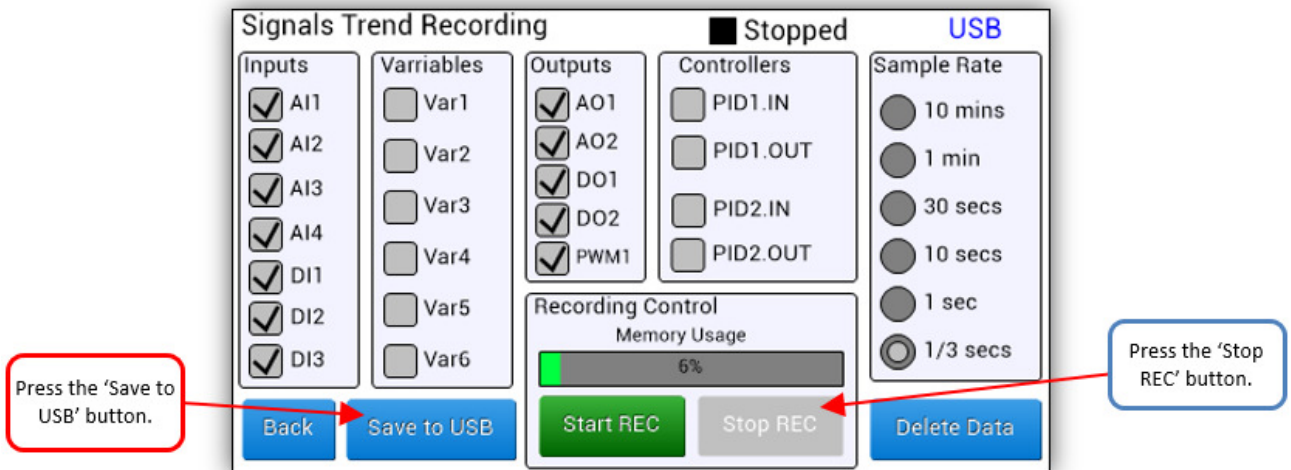 Signals Trend Recording
Stopped
USB
Inputs
AI1
AI2
AI3
AI4
DI1
DI2
DI3
Varriables
Var1
Var2
Var3
Var4
Var5
Var6
Outputs
AO1
AO2
DO1
DO2
PWM1
Controllers
PID1.IN
PID1.OUT
PID2.IN
PID2.OUT
Sample Rate
10 mins
1 min
30 secs
10 secs
1 sec
1/3 secs
Recording Control
Memory Usage
6%
Start REC
Stop REC
Back
Save to USB
Delete Data
Press the ‘Save to
USB’ button.
Press the ‘Stop
REC’ button.